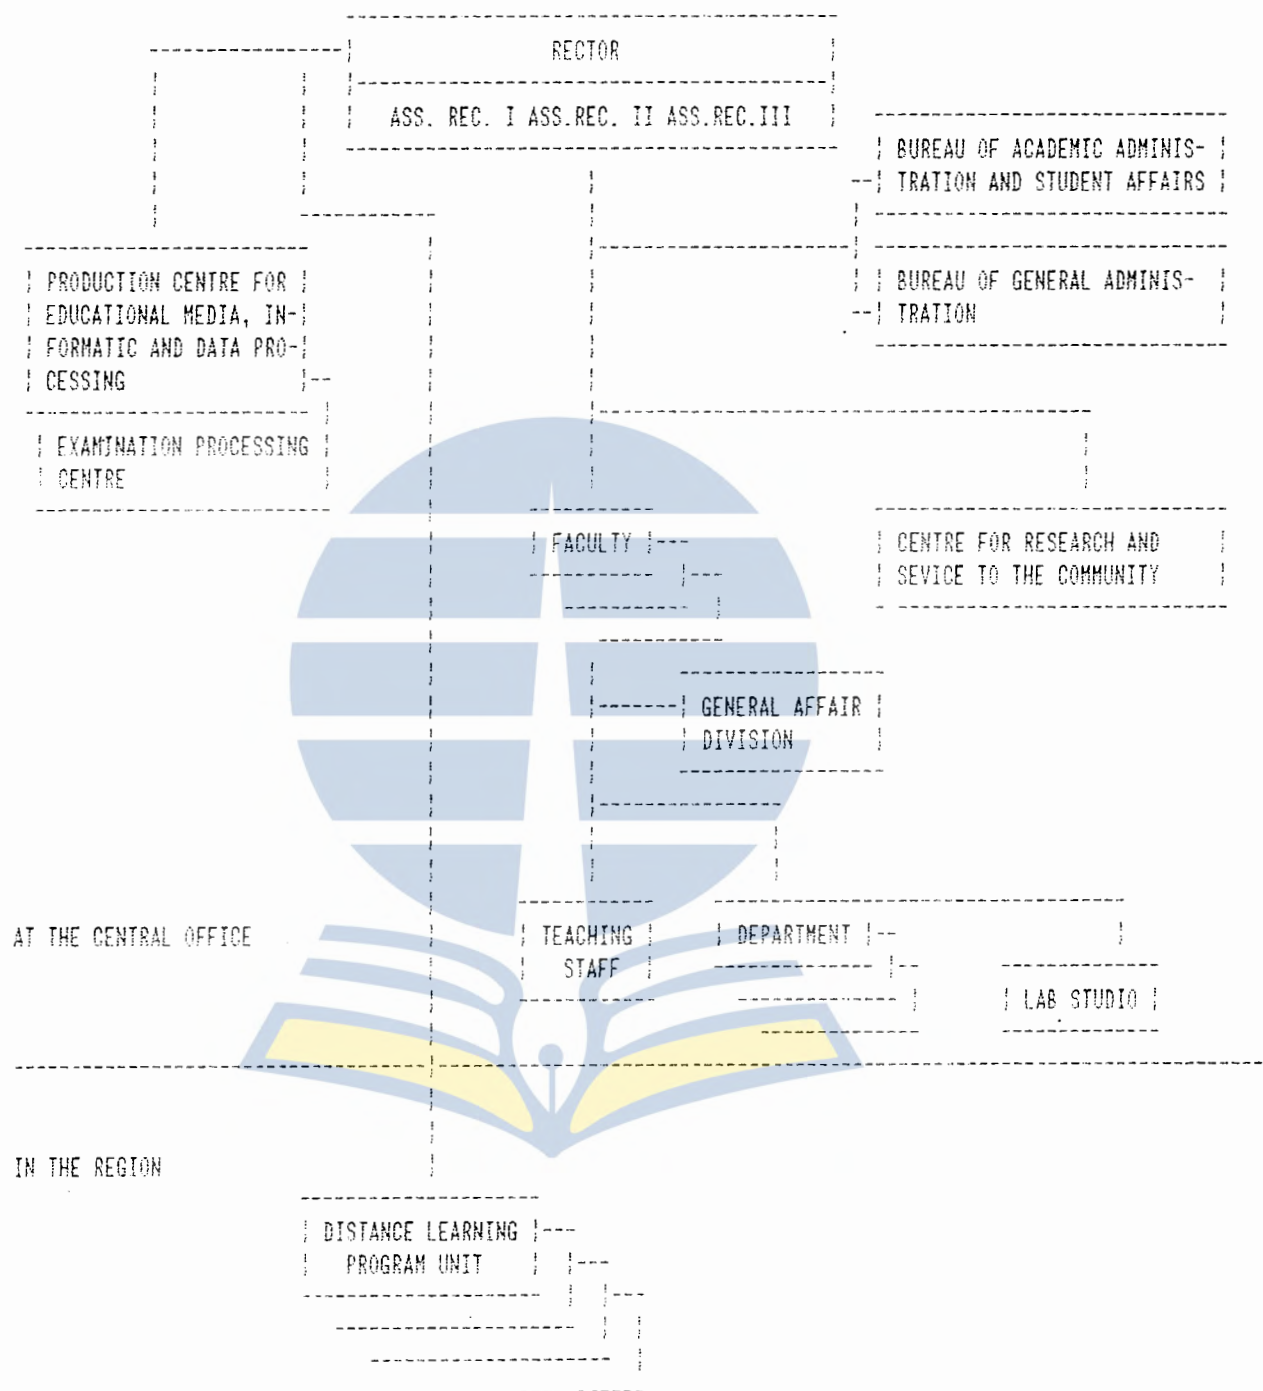 RECTOR
ASS. REC. I ASS.REC. II ASS.REC.III
BUREAU OF ACADEMIC ADMINIS-
TRATION AND STUDENT AFFAIRS
PRODUCTION CENTRE FOR
EDUCATIONAL MEDIA, IN-
FORMATIC AND DATA PRO-
CESSING
BUREAU OF GENERAL ADMINIS-
TRATION
EXAMINATION PROCESSING
CENTRE
FACULTY
CENTRE FOR RESEARCH AND
SEVICE TO THE COMMUNITY
GENERAL AFFAIR
DIVISION
AT THE CENTRAL OFFICE
TEACHING
STAFF
DEPARTMENT
LAB STUDIO
IN THE REGION
DISTANCE LEARNING
PROGRAM UNIT